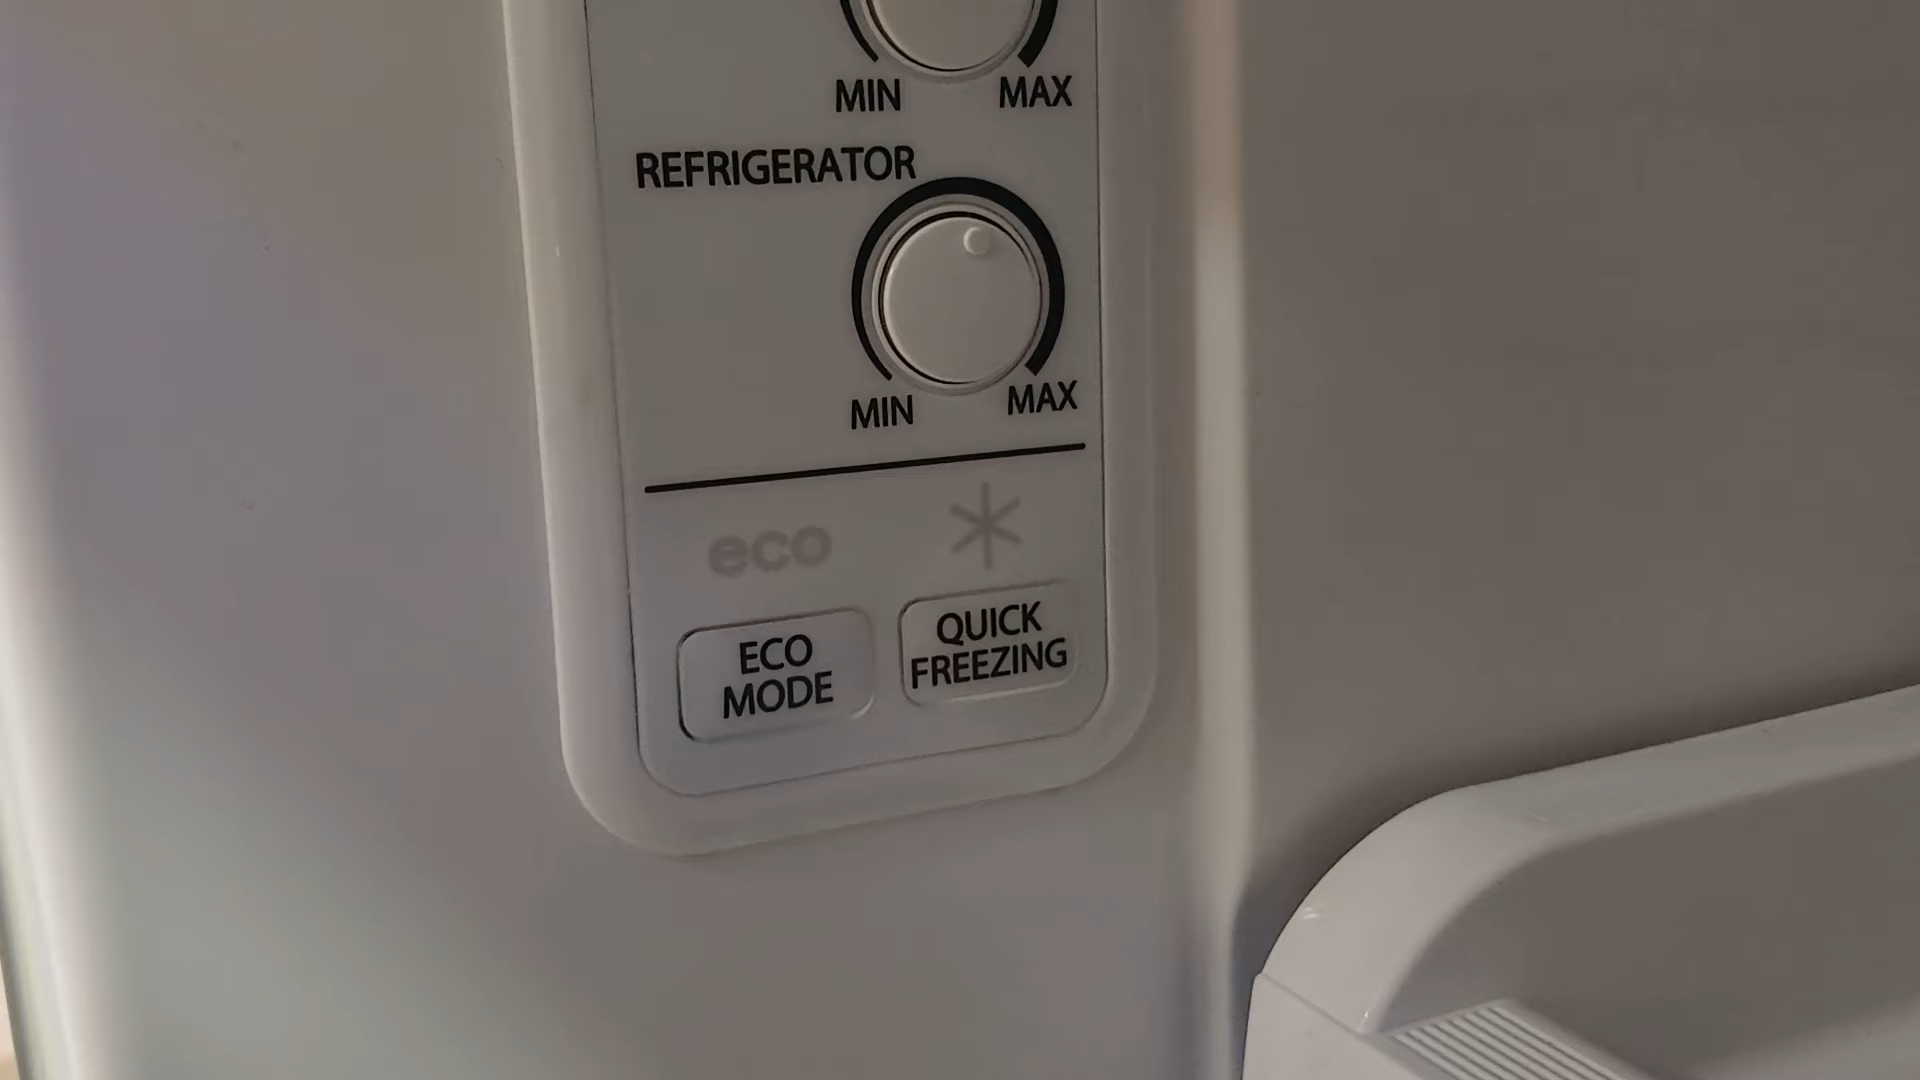 MIN MAX
REFRIGERATOR
MIN MAX
eco
ECO
MODE
QUICK
FREEZING